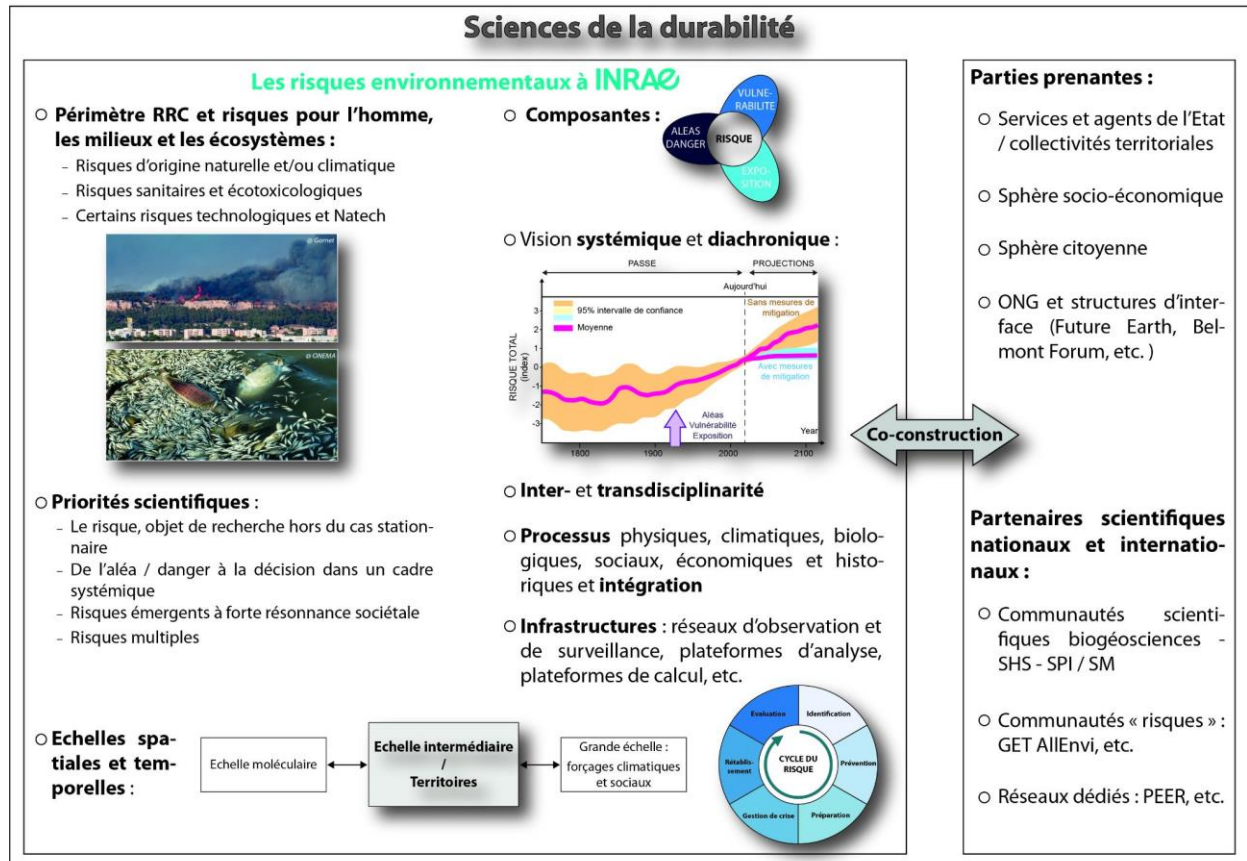 Sciences de la durabilité
Les risques environnementaux à INRAE
○ Périmètre RRC et risques pour l'homme,
les milieux et les écosystèmes :
- Risques d'origine naturelle et/ou climatique
- Risques sanitaires et écotoxicologiques
- Certains risques technologiques et Natech
@ Garnet
@ ONEMA
○ Priorités scientifiques :
- Le risque, objet de recherche hors du cas station-
naire
- De l'aléa / danger à la décision dans un cadre
systémique
- Risques émergents à forte résonnance sociétale
- Risques multiples
○ Composantes :
VULNE-
RABILITE
ALEAS
DANGER
RISQUE
EXPO-
SITION
○ Vision systémique et diachronique :
PASSE
PROJECTIONS
Aujourd'hui
95% intervalle de confiance
Moyenne
Sans mesures de
mitigation
Avec mesures
de mitigation
RISQUE TOTAL
(index)
3
2
1
0
-1
-2
-3
Aléas
Vulnérabilité
Exposition
Year
1800
1900
2000
2100
○ Inter- et transdisciplinarité
○ Processus physiques, climatiques, biolo-
giques, sociaux, économiques et histo-
riques et intégration
○ Infrastructures : réseaux d'observation et
de surveillance, plateformes d'analyse,
plateformes de calcul, etc.
○ Echelles spa-
tiales et tem-
porelles :
Echelle moléculaire
Echelle intermédiaire
/
Territoires
Grande échelle :
forçages climatiques
et sociaux
Evaluation
Identification
Prévention
Préparation
Gestion de crise
Rétablis-
sement
CYCLE DU
RISQUE
Co-construction
Parties prenantes :
○ Services et agents de l'Etat
/ collectivités territoriales
○ Sphère socio-économique
○ Sphère citoyenne
○ ONG et structures d'inter-
face (Future Earth, Bel-
mont Forum, etc. )
Partenaires scientifiques
nationaux et internatio-
naux :
○ Communautés scienti-
fiques biogéosciences -
SHS - SPI / SM
○ Communautés « risques » :
GET AllEnvi, etc.
○ Réseaux dédiés : PEER, etc.